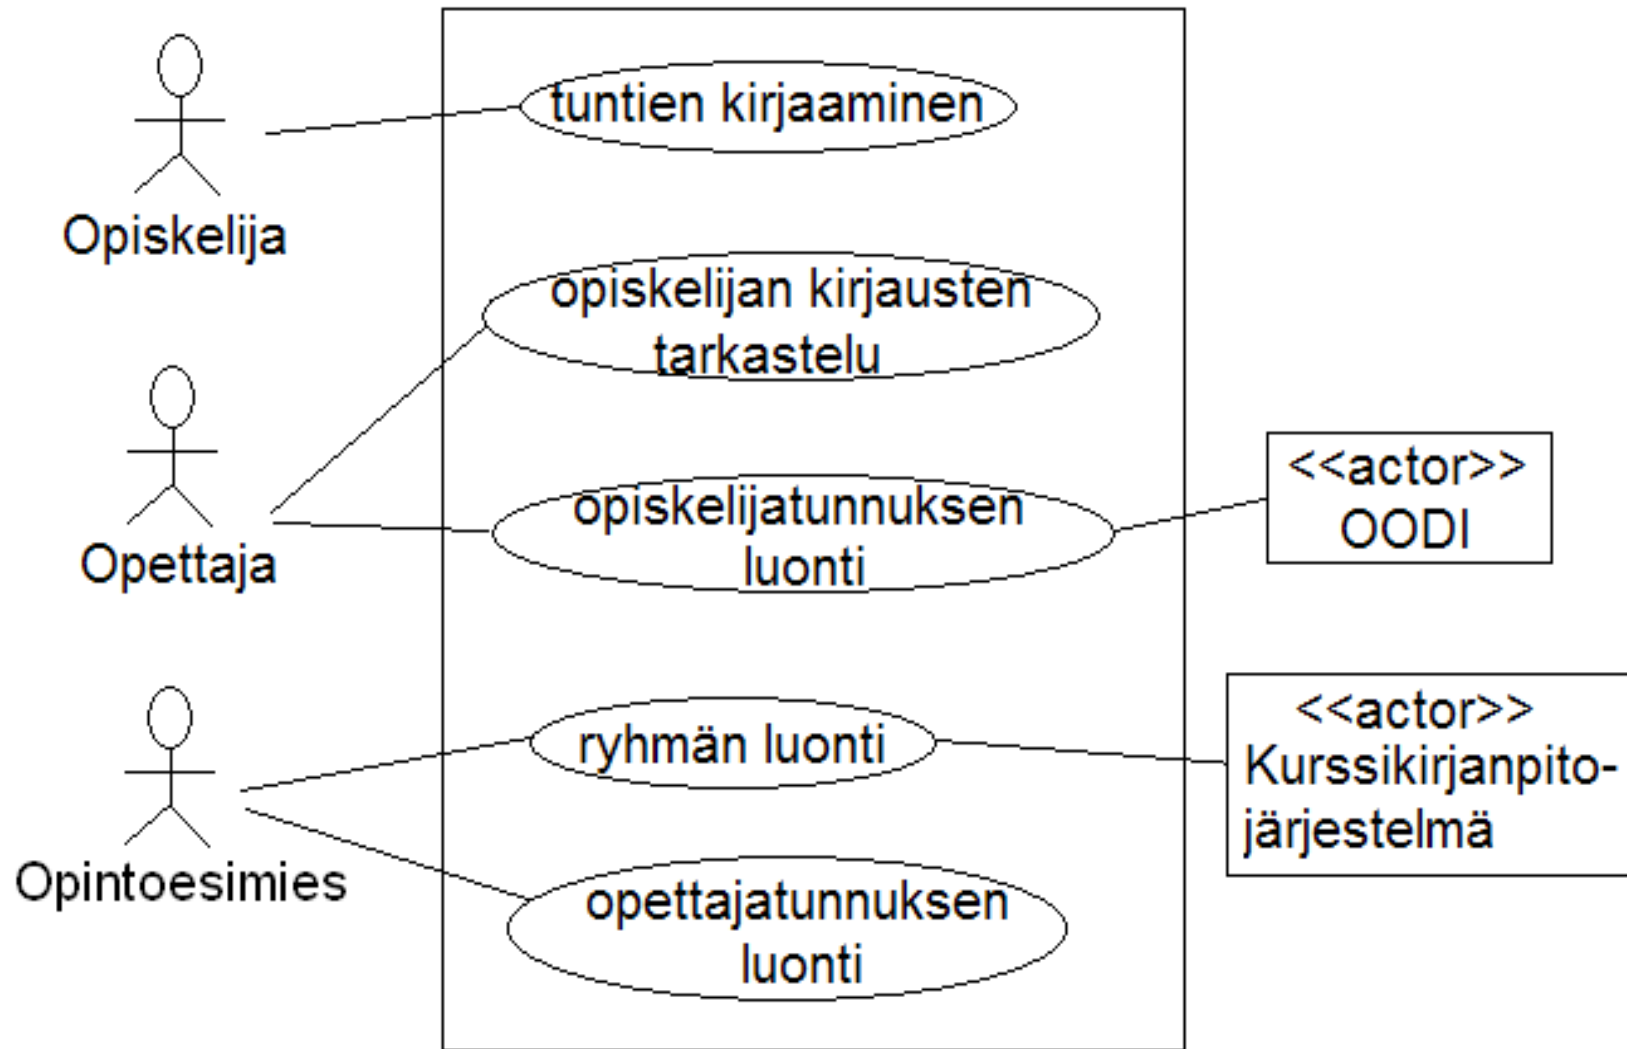 tuntien kirjaaminen
Opiskelija
opiskelijan kirjausten
tarkastelu
Opettaja
opiskelijatunnuksen
luonti
<<actor>>
OODI
Opintoesimies
ryhmän luonti
<<actor>>
Kurssikirjanpito-
järjestelmä
opettajatunnuksen
luonti